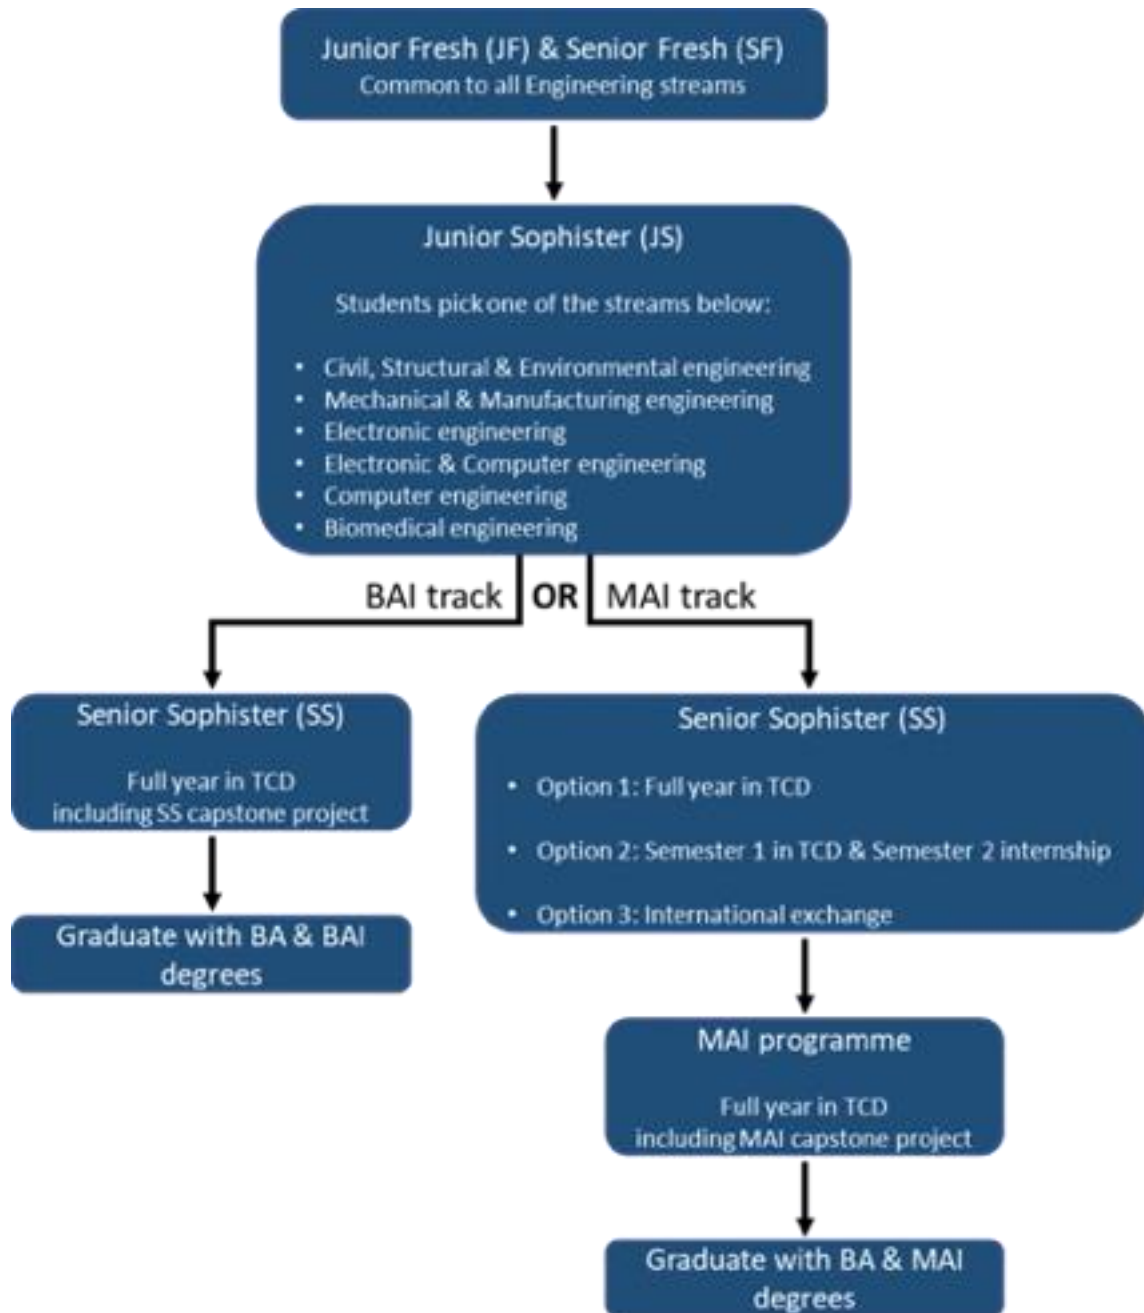 Junior Fresh (JF) & Senior Fresh (SF)
Common to all Engineering streams
Junior Sophister (JS)
Students pick one of the streams below:
• Civil, Structural & Environmental engineering
• Mechanical & Manufacturing engineering
• Electronic engineering
• Electronic & Computer engineering
• Computer engineering
• Biomedical engineering
BAI track OR MAI track
Senior Sophister (SS)
Full year in TCD
including SS capstone project
Graduate with BA & BAI
degrees
Senior Sophister (SS)
• Option 1: Full year in TCD
• Option 2: Semester 1 in TCD & Semester 2 internship
• Option 3: International exchange
MAI programme
Full year in TCD
including MAI capstone project
Graduate with BA & MAI
degrees